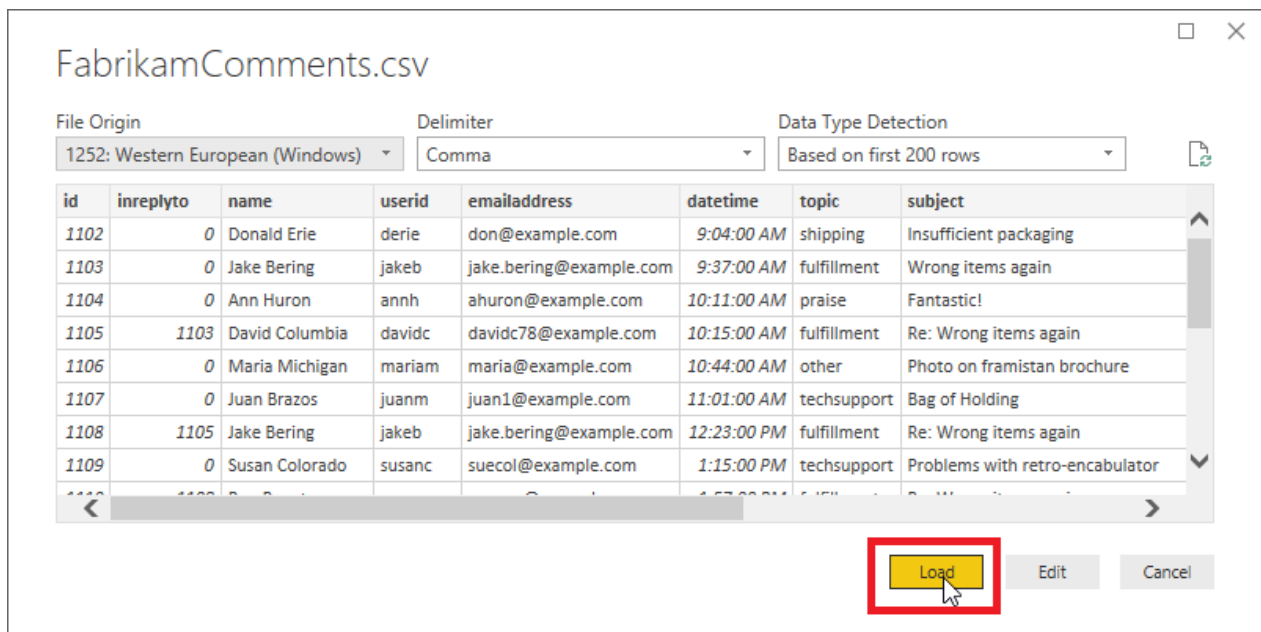 FabrikamComments.csv
File Origin Delimiter Data Type Detection
1252: Western European (Windows) Comma Based on first 200 rows
id inreplyto name userid emailaddress datetime topic subject
1102 0 Donald Erie derie don@example.com 9:04:00 AM shipping Insufficient packaging
1103 0 Jake Bering jakeb jake.bering@example.com 9:37:00 AM fulfillment Wrong items again
1104 0 Ann Huron annh ahuron@example.com 10:11:00 AM praise Fantastic!
1105 1103 David Columbia davidc davidc78@example.com 10:15:00 AM fulfillment Re: Wrong items again
1106 0 Maria Michigan mariam maria@example.com 10:44:00 AM other Photo on framistan brochure
1107 0 Juan Brazos juanm juan1@example.com 11:01:00 AM techsupport Bag of Holding
1108 1105 Jake Bering jakeb jake.bering@example.com 12:23:00 PM fulfillment Re: Wrong items again
1109 0 Susan Colorado susanc suecol@example.com 1:15:00 PM techsupport Problems with retro-encabulator
Load Edit Cancel